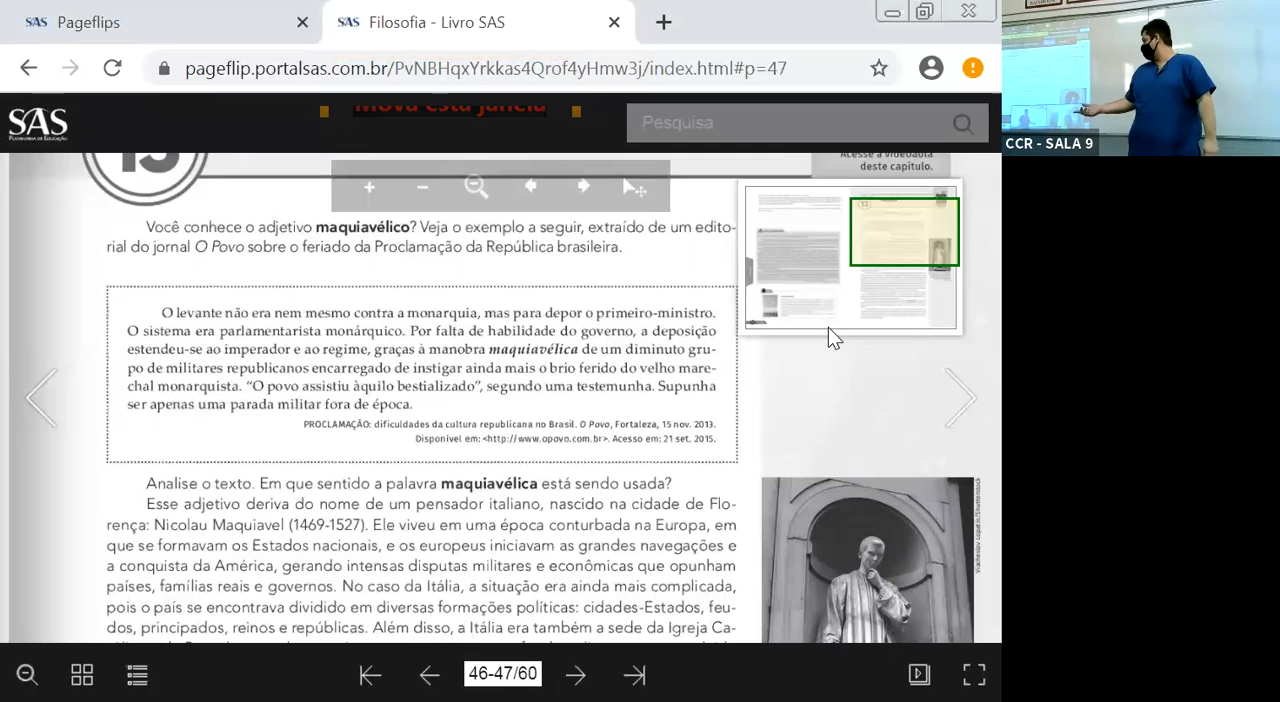 SAS Pageflips
SAS Filosofia - Livro SAS
pageflip.portalsas.com.br/PvNBHqxYrkkas4Qrof4yHmw3j/index.html#p=47
SAS
PLATAFORMA DE EDUCAÇÃO
Mova esta janela
Pesquisa
13
Acesse a videoaula
deste capítulo.
Você conhece o adjetivo maquiavélico? Veja o exemplo a seguir, extraído de um edito-
rial do jornal O Povo sobre o feriado da Proclamação da República brasileira.
O levante não era nem mesmo contra a monarquia, mas para depor o primeiro-ministro.
O sistema era parlamentarista monárquico. Por falta de habilidade do governo, a deposição
estendeu-se ao imperador e ao regime, graças à manobra maquiavélica de um diminuto gru-
po de militares republicanos encarregado de instigar ainda mais o brio ferido do velho mare-
chal monarquista. “O povo assistiu àquilo bestializado”, segundo uma testemunha. Supunha
ser apenas uma parada militar fora de época.
PROCLAMAÇÃO: dificuldades da cultura republicana no Brasil. O Povo, Fortaleza, 15 nov. 2013.
Disponível em: <http://www.opovo.com.br>. Acesso em: 21 set. 2015.
Analise o texto. Em que sentido a palavra maquiavélica está sendo usada?
Esse adjetivo deriva do nome de um pensador italiano, nascido na cidade de Flo-
rença: Nicolau Maquiavel (1469-1527). Ele viveu em uma época conturbada na Europa, em
que se formavam os Estados nacionais, e os europeus iniciavam as grandes navegações e
a conquista da América, gerando intensas disputas militares e econômicas que opunham
países, famílias reais e governos. No caso da Itália, a situação era ainda mais complicada,
pois o país se encontrava dividido em diversas formações políticas: cidades-Estados, feu-
dos, principados, reinos e repúblicas. Além disso, a Itália era também a sede da Igreja Ca-
Viacheslav Lopatin/Shutterstock
46-47/60
CCR - SALA 9